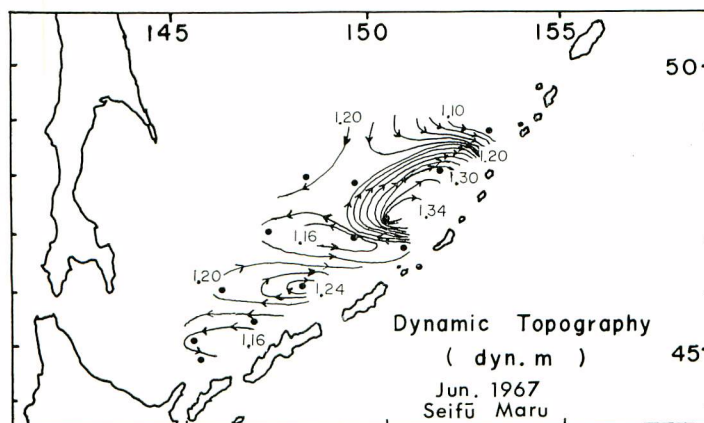 145 150 155
50
1.20 1.10
1.20
1.30
1.34
1.16
1.20
1.24
1.16
Dynamic Topography
( dyn. m )
45
Jun. 1967
Seifū Maru